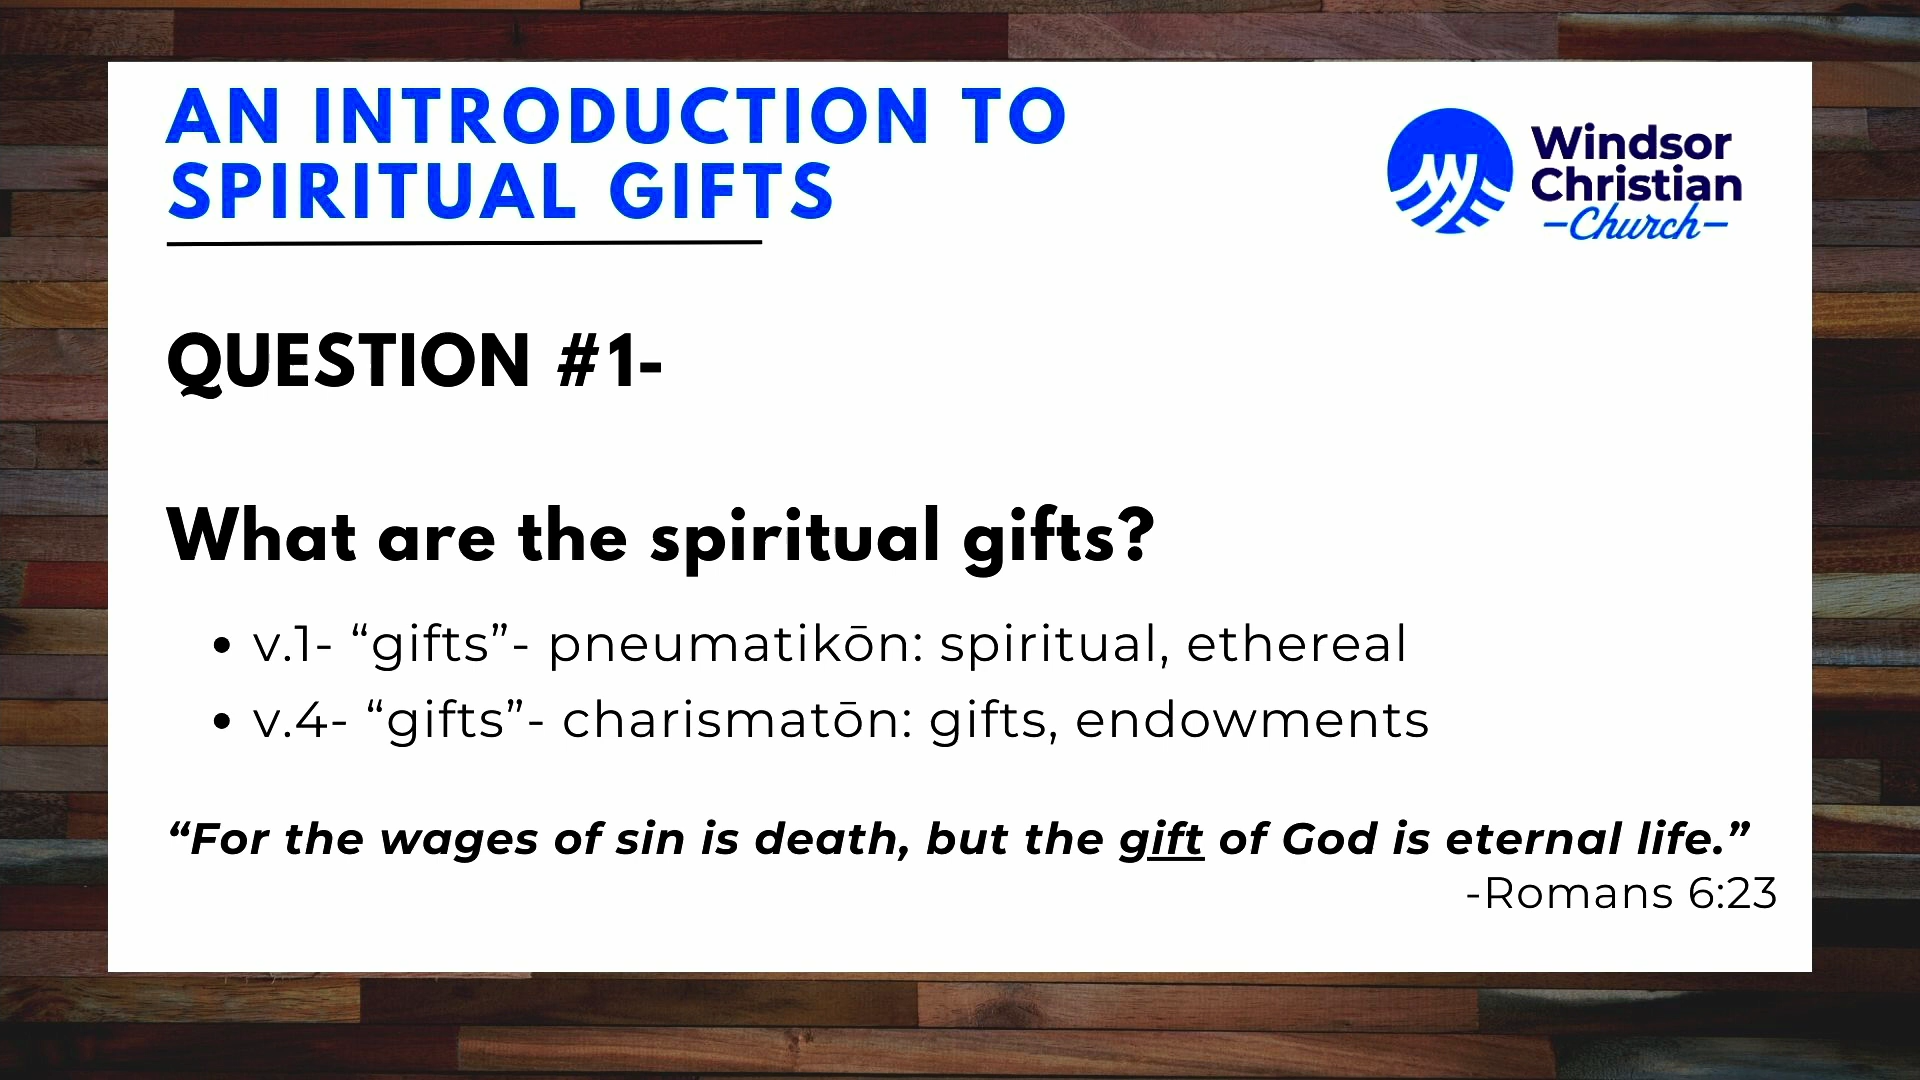 AN INTRODUCTION TO
SPIRITUAL GIFTS
Windsor
Christian
-Church-
QUESTION #1-
What are the spiritual gifts?
• v.1- “gifts”- pneumatikōn: spiritual, ethereal
• v.4- “gifts”- charismatōn: gifts, endowments
“For the wages of sin is death, but the gift of God is eternal life.”
-Romans 6:23